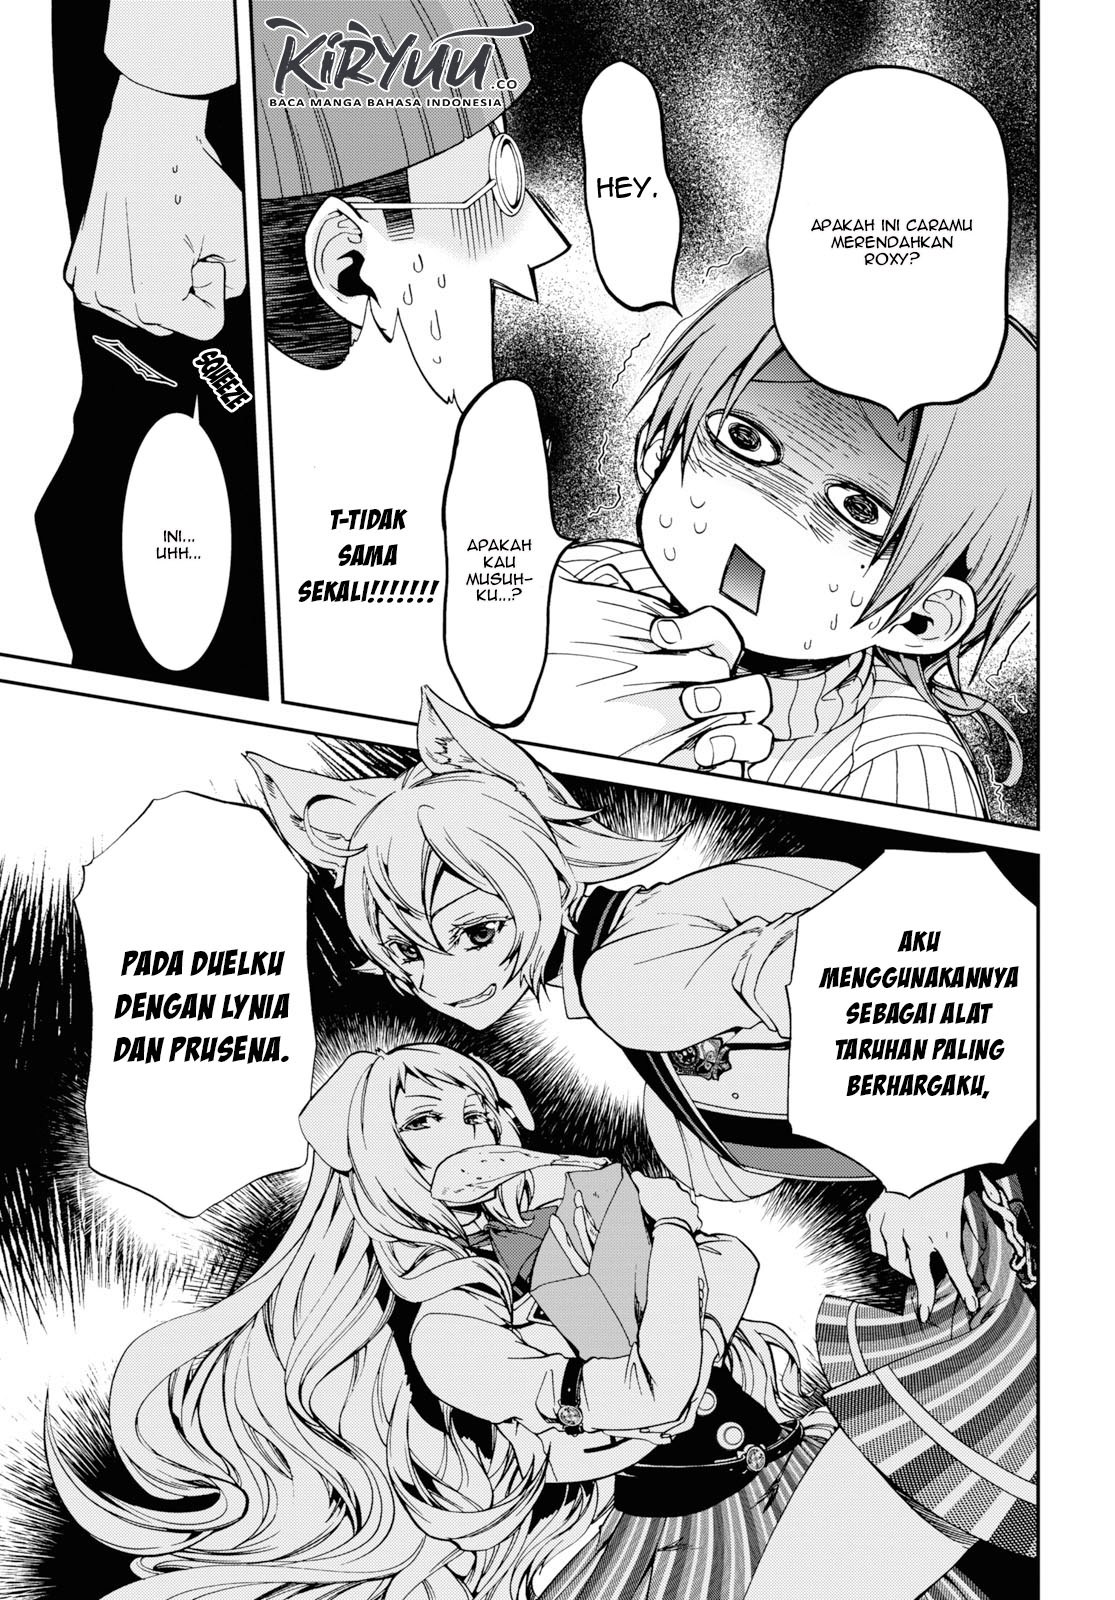 KIRYUU.CO
BACA MANGA BAHASA INDONESIA
APAKAH INI CARAMU
MERENDAHKAN
ROXY?
HEY.
APAKAH
KAU
MUSUH-
KU...?
T-TIDAK
SAMA
SEKALI!!!!!!!
SQUEEZE
INI...
UHH...
AKU
MENGGUNAKANNYA
SEBAGAI ALAT
TARUHAN PALING
BERHARGAKU,
PADA DUELKU
DENGAN LYNIA
DAN PRUSENA.